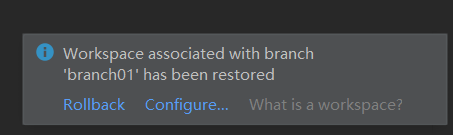 Workspace associated with branch
'branch01' has been restored
Rollback Configure... What is a workspace?